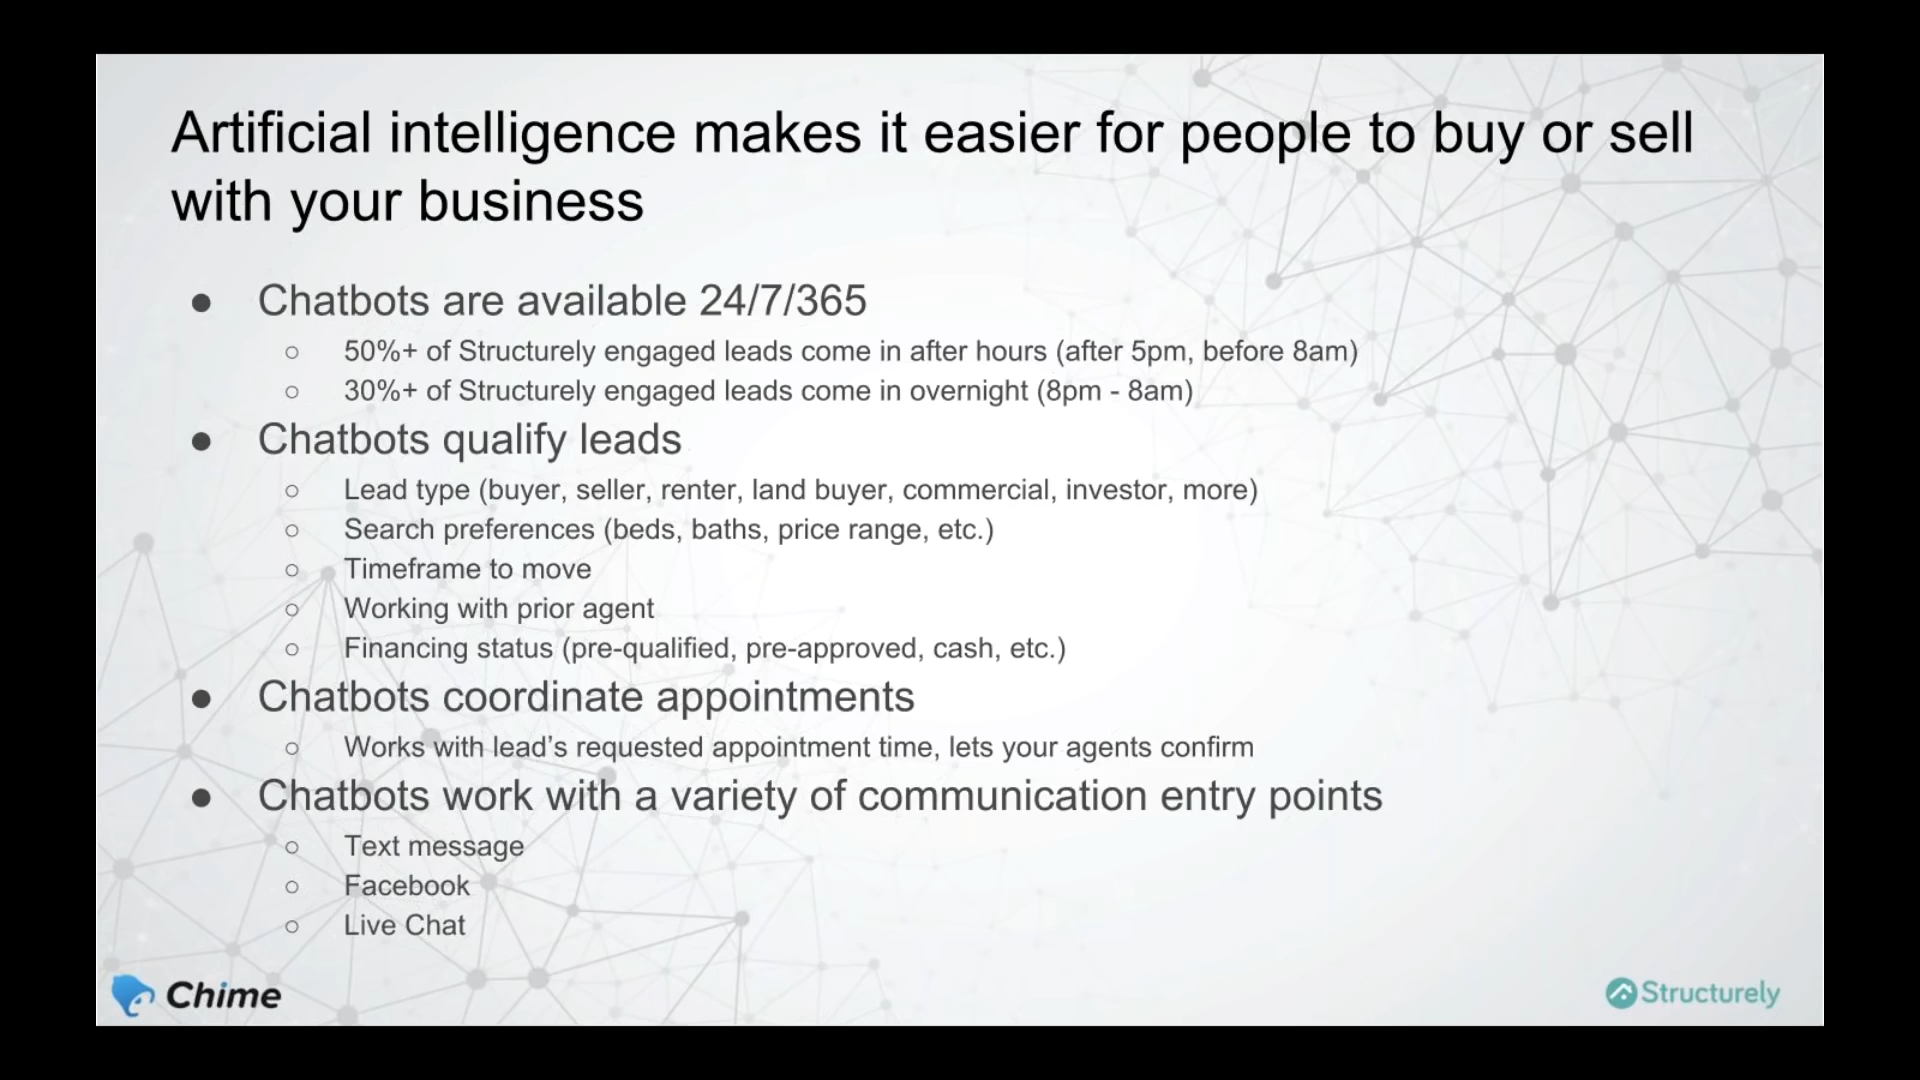 Artificial intelligence makes it easier for people to buy or sell
with your business
● Chatbots are available 24/7/365
○ 50%+ of Structurely engaged leads come in after hours (after 5pm, before 8am)
○ 30%+ of Structurely engaged leads come in overnight (8pm - 8am)
● Chatbots qualify leads
○ Lead type (buyer, seller, renter, land buyer, commercial, investor, more)
○ Search preferences (beds, baths, price range, etc.)
○ Timeframe to move
○ Working with prior agent
○ Financing status (pre-qualified, pre-approved, cash, etc.)
● Chatbots coordinate appointments
○ Works with lead’s requested appointment time, lets your agents confirm
● Chatbots work with a variety of communication entry points
○ Text message
○ Facebook
○ Live Chat
Chime
Structurely